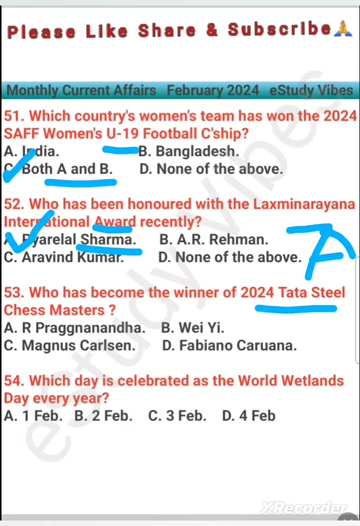 Please Like Share & Subscribe🙏
Monthly Current Affairs February 2024 eStudy Vibes
51. Which country's women's team has won the 2024
SAFF Women's U-19 Football C'ship?
A. India. B. Bangladesh.
C. Both A and B. D. None of the above.
52. Who has been honoured with the Laxminarayana
International Award recently?
A. Pyarelal Sharma. B. A.R. Rehman.
C. Aravind Kumar. D. None of the above.
53. Who has become the winner of 2024 Tata Steel
Chess Masters ?
A. R Praggnanandha. B. Wei Yi.
C. Magnus Carlsen. D. Fabiano Caruana.
54. Which day is celebrated as the World Wetlands
Day every year?
A. 1 Feb. B. 2 Feb. C. 3 Feb. D. 4 Feb
eStudy Vibes
XRecorder